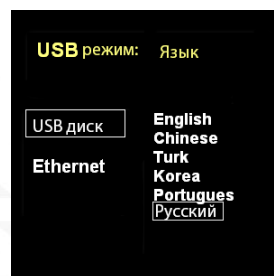 USB режим:
Язык
USB диск
Ethernet
English
Chinese
Turk
Korea
Portugues
Русский